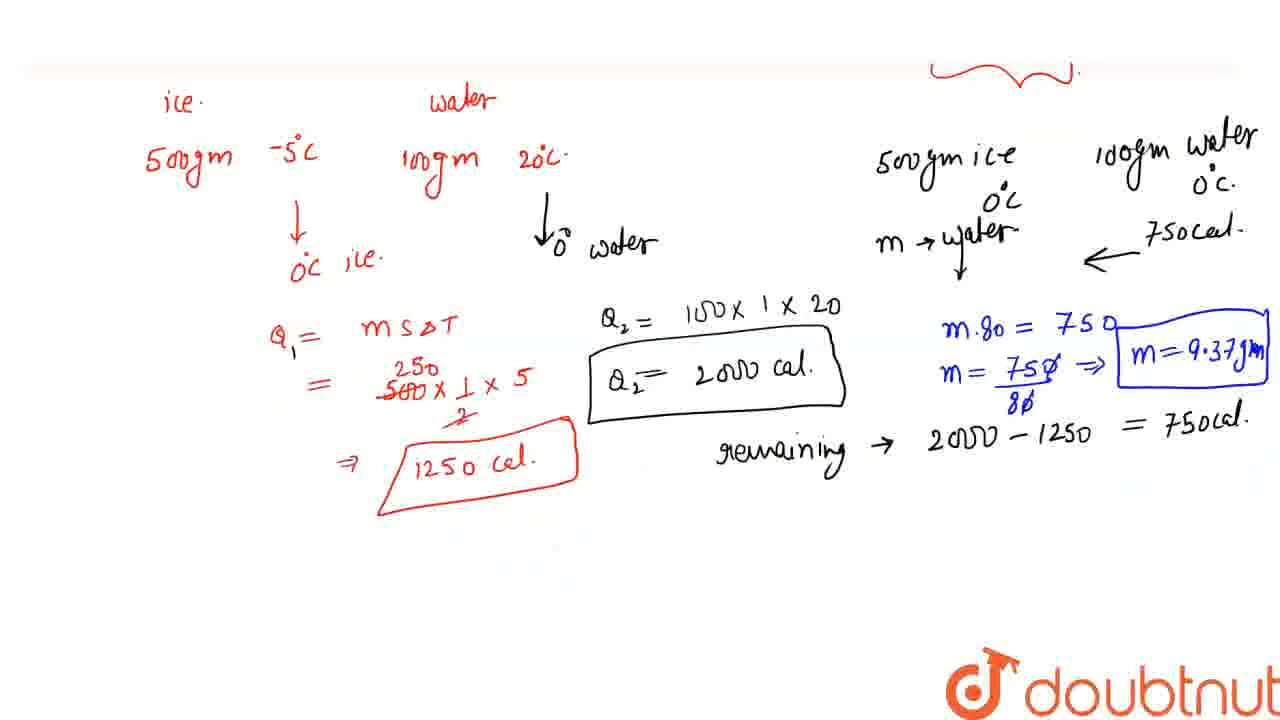 ice.
500gm -5°C
↓
0°C ice.
Q₁ = m s Δ T
250
= 500 × 1/2 × 5
⇒ 1250 cal.
water
100gm 20°C.
↓
0° water
Q₂ = 100 × 1 × 20
Q₂ = 2000 cal.
remaining → 2000 - 1250 = 750cal.
500gm ice 100gm water
0°C 0°C.
m → water ← 750cal.
↓
m.80 = 750
m = 750/80 ⇒ m = 9.37gm
doubtnut